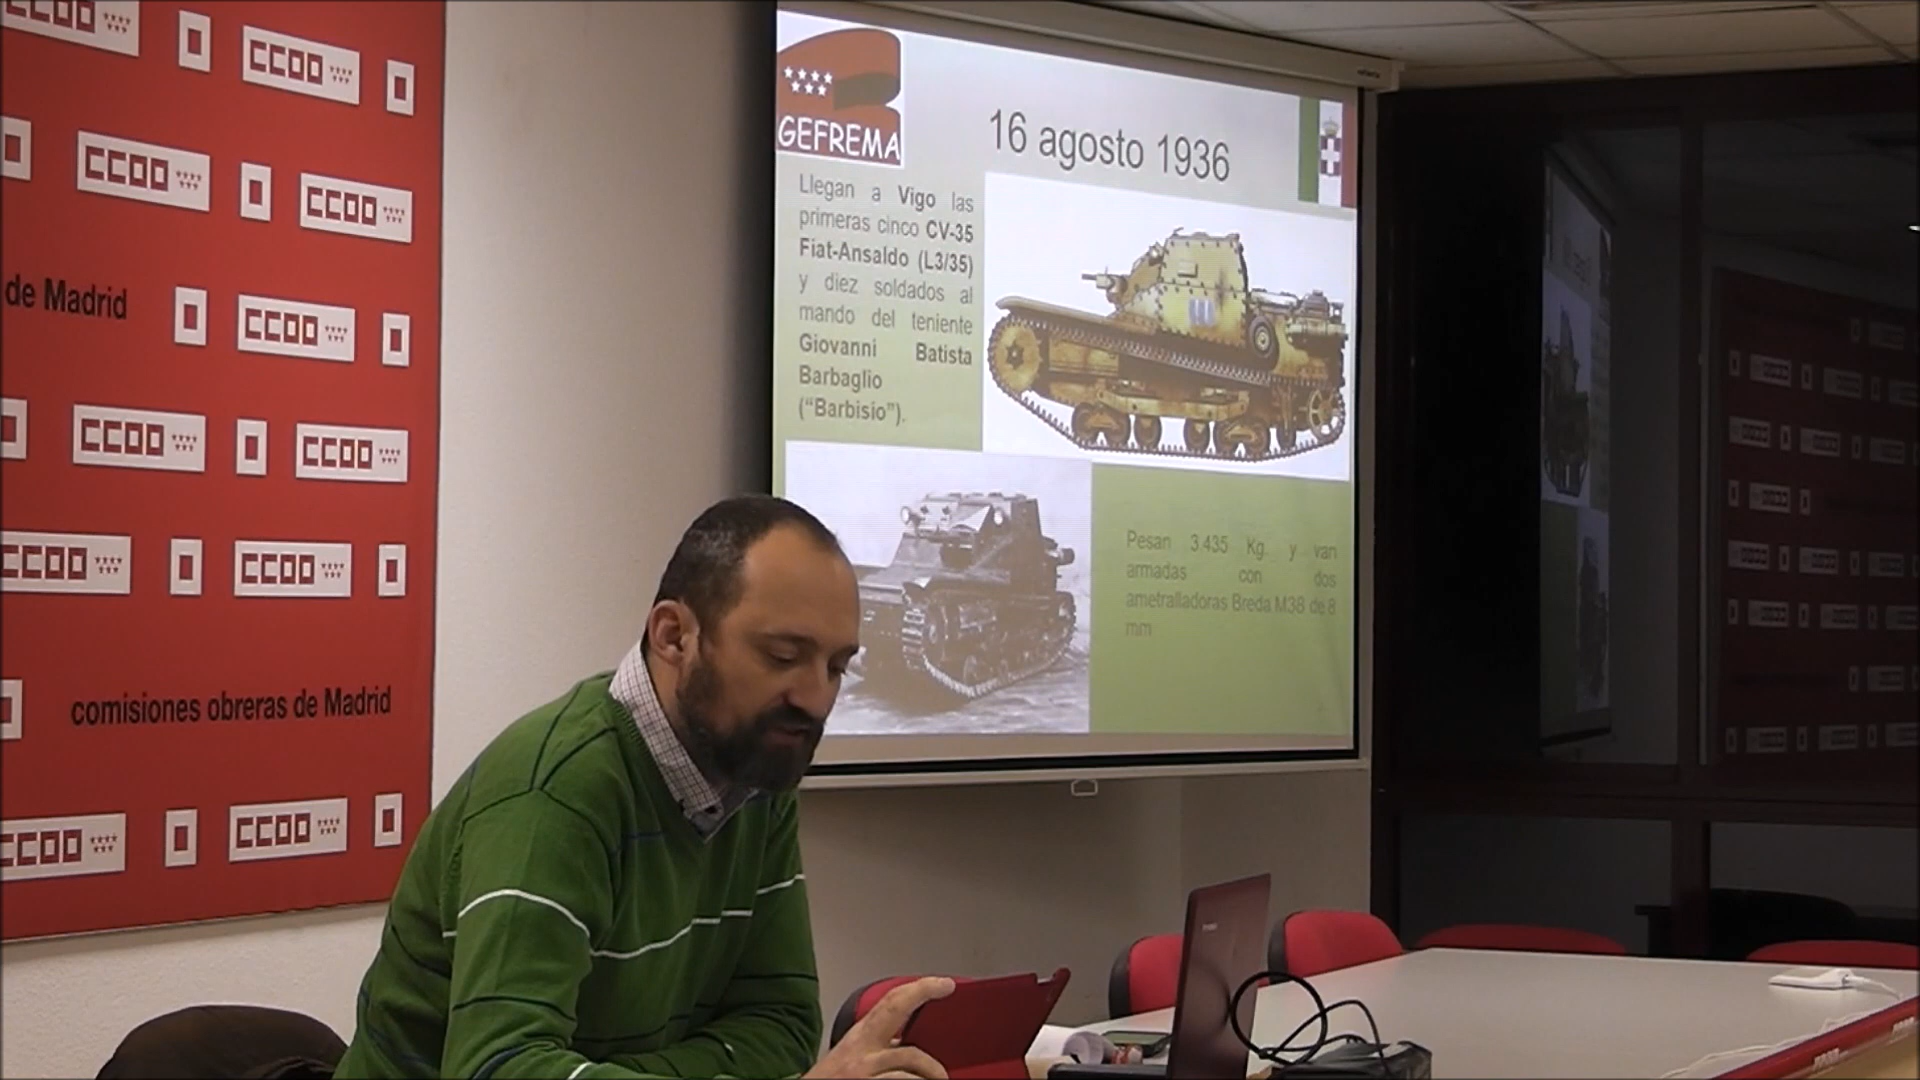 CCOO
CCOO
CCOO
CCOO
de Madrid
CCOO
CCOO
CCOO
CCOO
CCOO
comisiones obreras de Madrid
CCOO
CCOO
GEFREMA
16 agosto 1936
Llegan a Vigo las
primeras cinco CV-35
Fiat-Ansaldo (L3/35)
y diez soldados al
mando del teniente
Giovanni Batista
Barbaglio
(“Barbisio”).
Pesan 3.435 Kg. y van
armadas con dos
ametralladoras Breda M38 de 8
mm